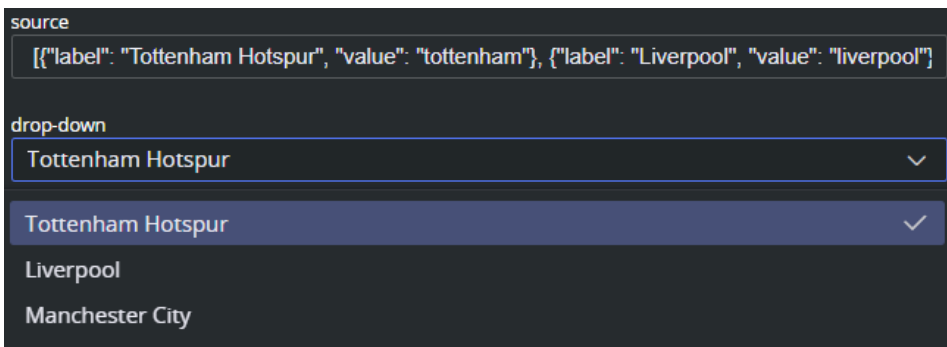 source
[{"label": "Tottenham Hotspur", "value": "tottenham"}, {"label": "Liverpool", "value": "liverpool"}
drop-down
Tottenham Hotspur
Tottenham Hotspur
Liverpool
Manchester City